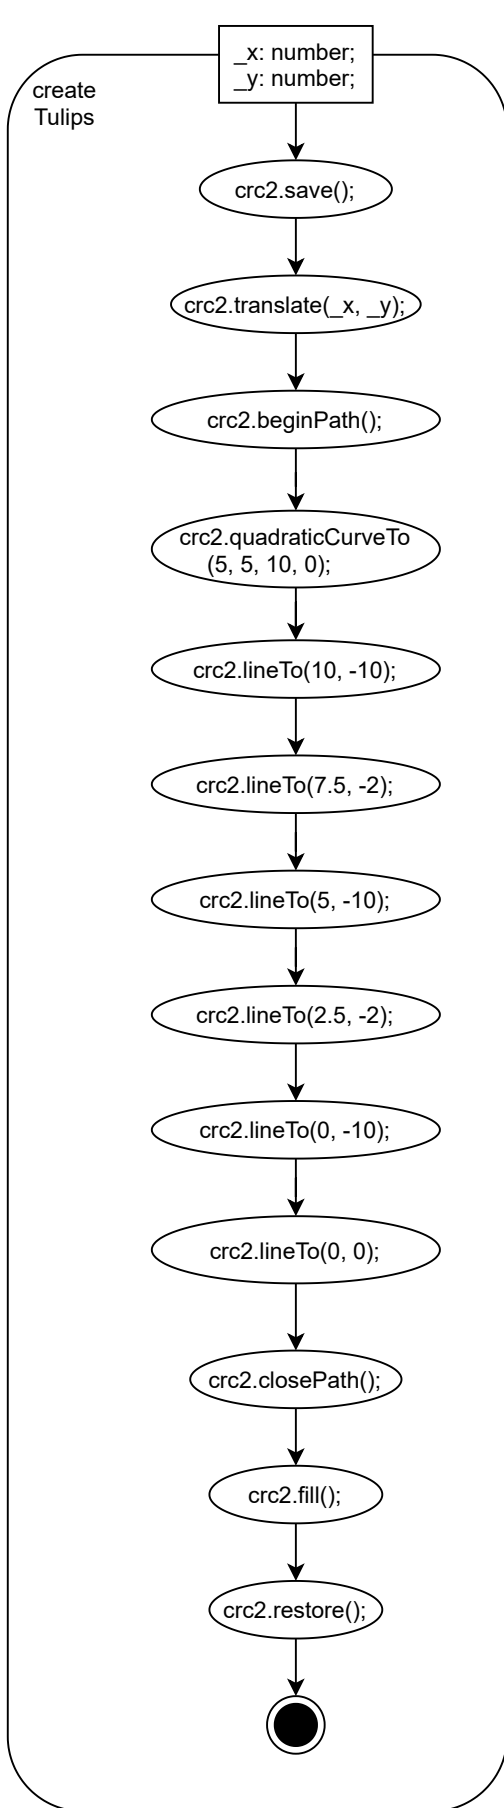 _x: number;
_y: number;
create
Tulips
crc2.save();
crc2.translate(_x, _y);
crc2.beginPath();
crc2.quadraticCurveTo
(5, 5, 10, 0);
crc2.lineTo(10, -10);
crc2.lineTo(7.5, -2);
crc2.lineTo(5, -10);
crc2.lineTo(2.5, -2);
crc2.lineTo(0, -10);
crc2.lineTo(0, 0);
crc2.closePath();
crc2.fill();
crc2.restore();